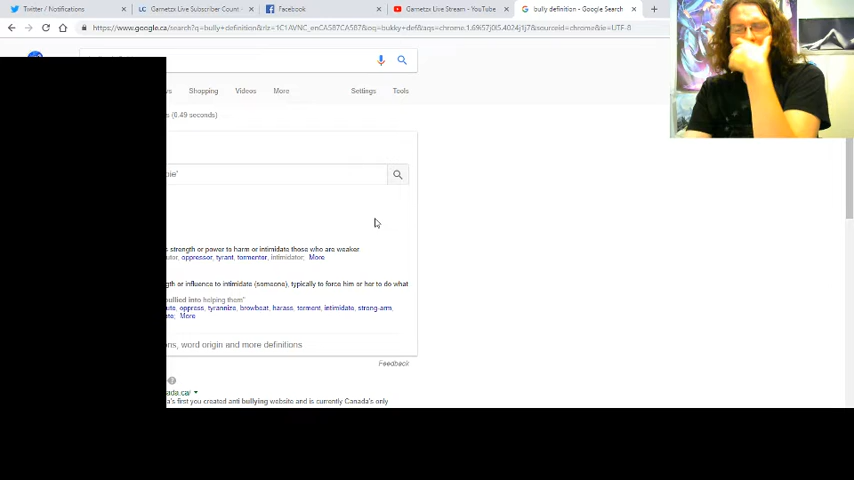 Twitter / Notifications
LC Gametzx Live Subscriber Count -
Facebook
Gametzx Live Stream - YouTube
bully definition - Google Search
https://www.google.ca/search?q=bully+definition&rlz=1C1AVNC_enCA587CA587&oq=bukky+def&aqs=chrome.1.69i57j0l5.4024j1j7&sourceid=chrome&ie=UTF-8
Shopping Videos More Settings Tools
(0.49 seconds)
strength or power to harm or intimidate those who are weaker
oppressor, tyrant, tormenter, intimidator; More
or influence to intimidate (someone), typically to force him or her to do what
into helping them"
oppress, tyrannize, browbeat, harass, torment, intimidate, strong-arm,
More
word origin and more definitions
Feedback
first you created anti bullying website and is currently Canada's only